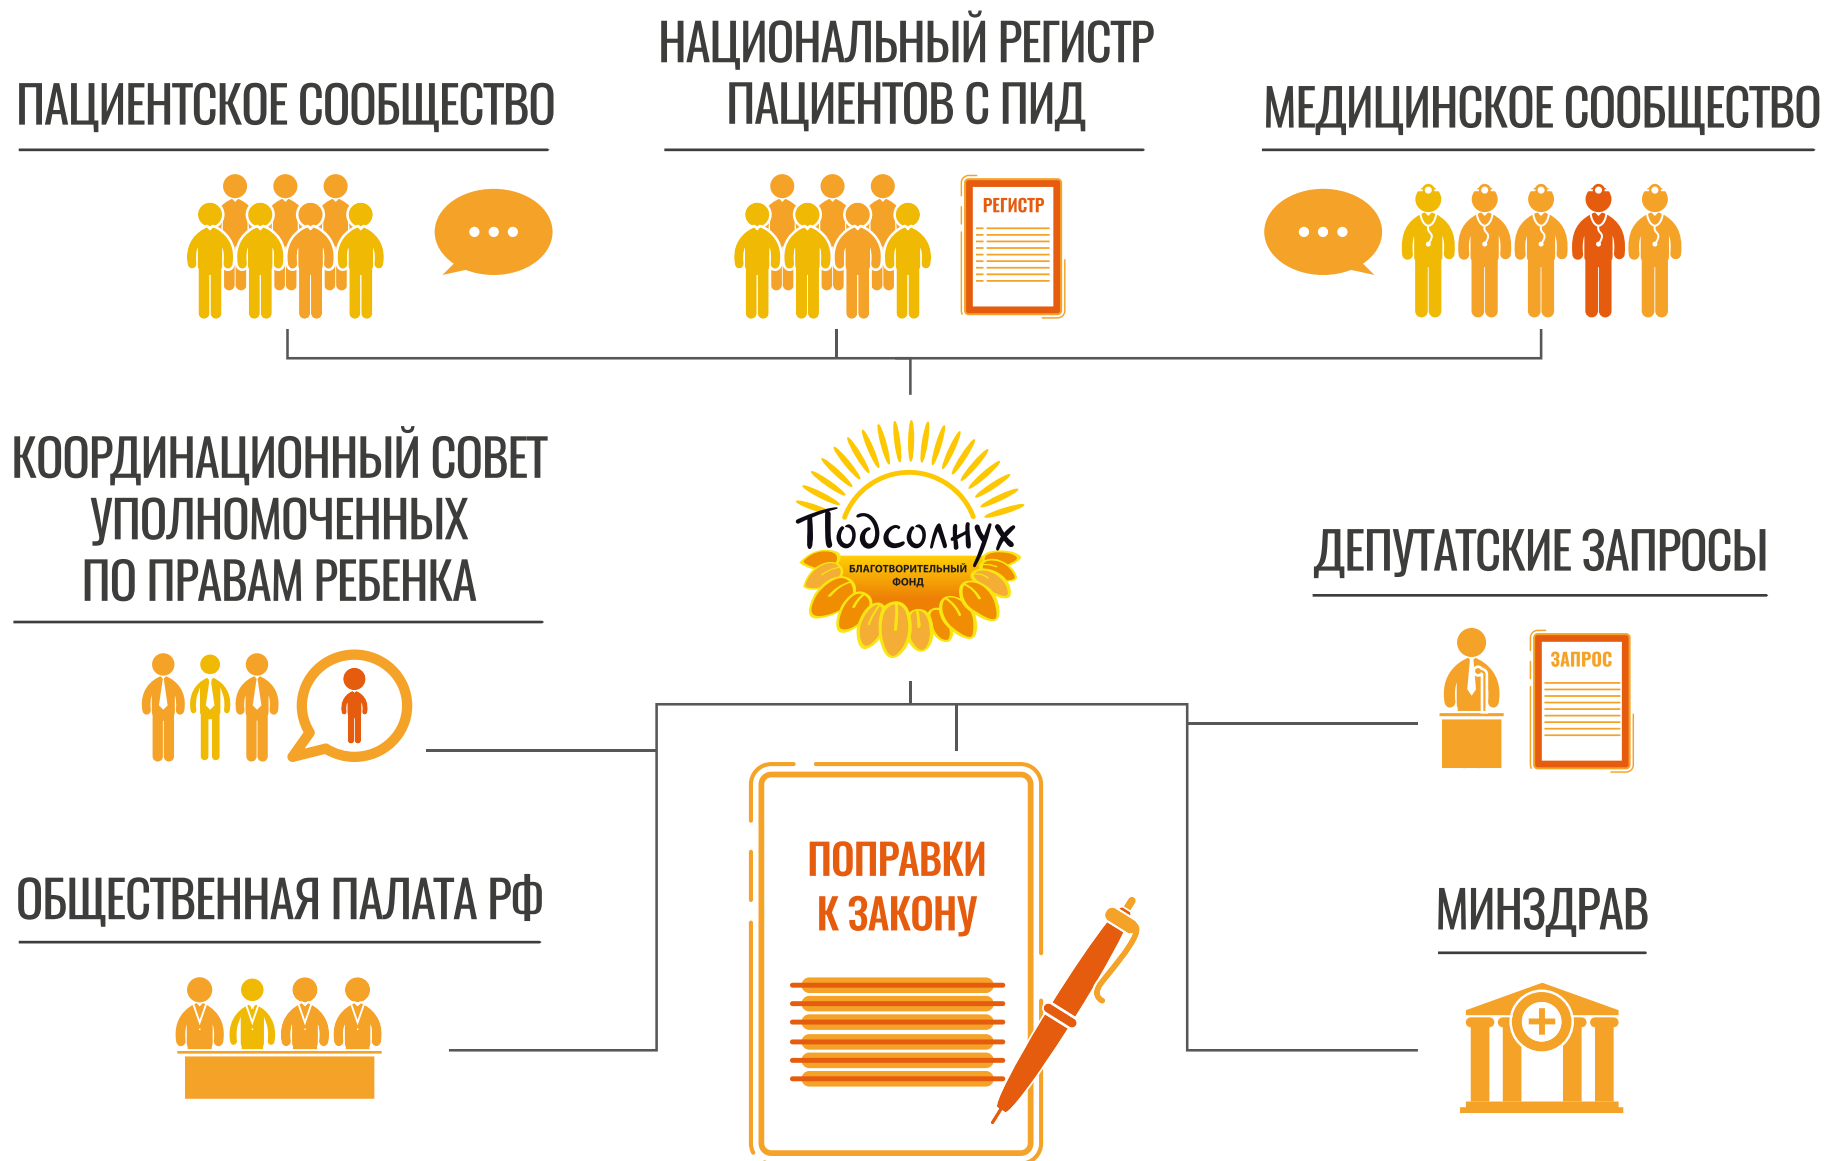 ПАЦИЕНТСКОЕ СООБЩЕСТВО
НАЦИОНАЛЬНЫЙ РЕГИСТР
ПАЦИЕНТОВ С ПИД
МЕДИЦИНСКОЕ СООБЩЕСТВО
РЕГИСТР
КООРДИНАЦИОННЫЙ СОВЕТ
УПОЛНОМОЧЕННЫХ
ПО ПРАВАМ РЕБЕНКА
Подсолнух
БЛАГОТВОРИТЕЛЬНЫЙ
ФОНД
ДЕПУТАТСКИЕ ЗАПРОСЫ
ЗАПРОС
ПОПРАВКИ
К ЗАКОНУ
ОБЩЕСТВЕННАЯ ПАЛАТА РФ
МИНЗДРАВ